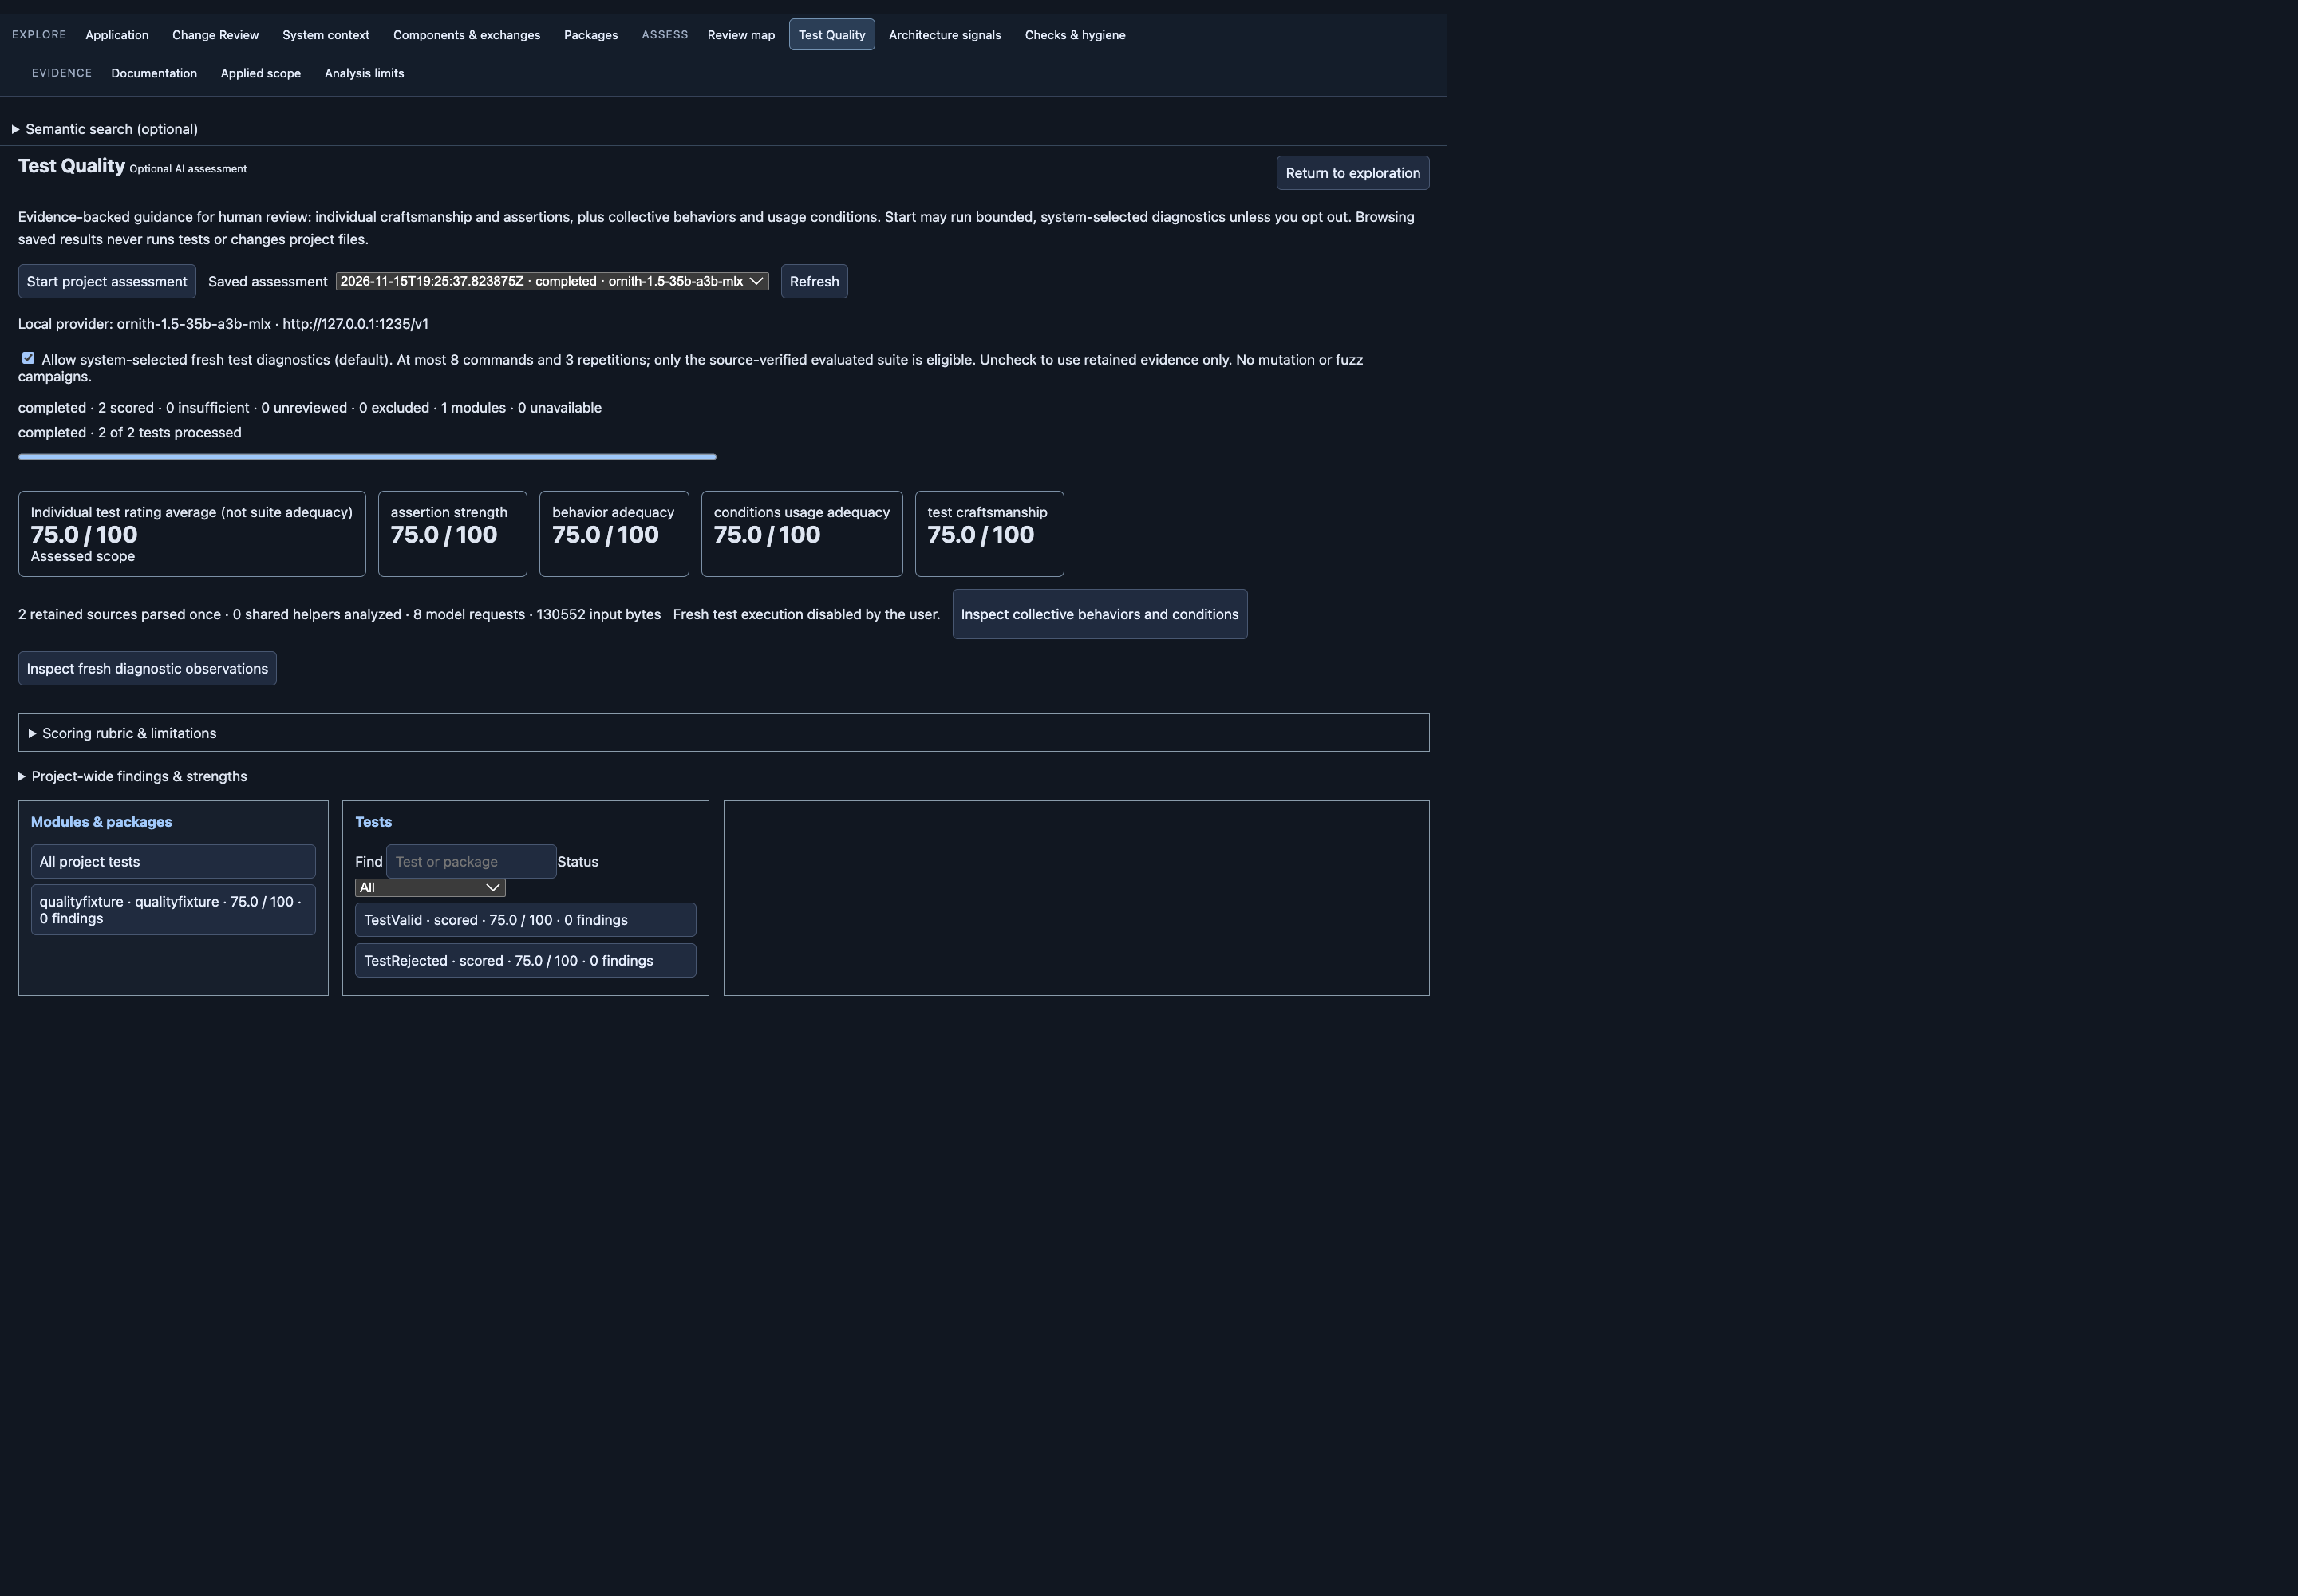 EXPLORE Application Change Review System context Components & exchanges Packages ASSESS Review map Test Quality Architecture signals Checks & hygiene
EVIDENCE Documentation Applied scope Analysis limits
▶ Semantic search (optional)
Test Quality Optional AI assessment
Return to exploration
Evidence-backed guidance for human review: individual craftsmanship and assertions, plus collective behaviors and usage conditions. Start may run bounded, system-selected diagnostics unless you opt out. Browsing
saved results never runs tests or changes project files.
Start project assessment Saved assessment 2026-11-15T19:25:37.823875Z · completed · ornith-1.5-35b-a3b-mlx Refresh
Local provider: ornith-1.5-35b-a3b-mlx · http://127.0.0.1:1235/v1
Allow system-selected fresh test diagnostics (default). At most 8 commands and 3 repetitions; only the source-verified evaluated suite is eligible. Uncheck to use retained evidence only. No mutation or fuzz
campaigns.
completed · 2 scored · 0 insufficient · 0 unreviewed · 0 excluded · 1 modules · 0 unavailable
completed · 2 of 2 tests processed
Individual test rating average (not suite adequacy)
75.0 / 100
Assessed scope
assertion strength
75.0 / 100
behavior adequacy
75.0 / 100
conditions usage adequacy
75.0 / 100
test craftsmanship
75.0 / 100
2 retained sources parsed once · 0 shared helpers analyzed · 8 model requests · 130552 input bytes Fresh test execution disabled by the user. Inspect collective behaviors and conditions
Inspect fresh diagnostic observations
▶ Scoring rubric & limitations
▶ Project-wide findings & strengths
Modules & packages
All project tests
qualityfixture · qualityfixture · 75.0 / 100 ·
0 findings
Tests
Find Test or package Status
All
TestValid · scored · 75.0 / 100 · 0 findings
TestRejected · scored · 75.0 / 100 · 0 findings